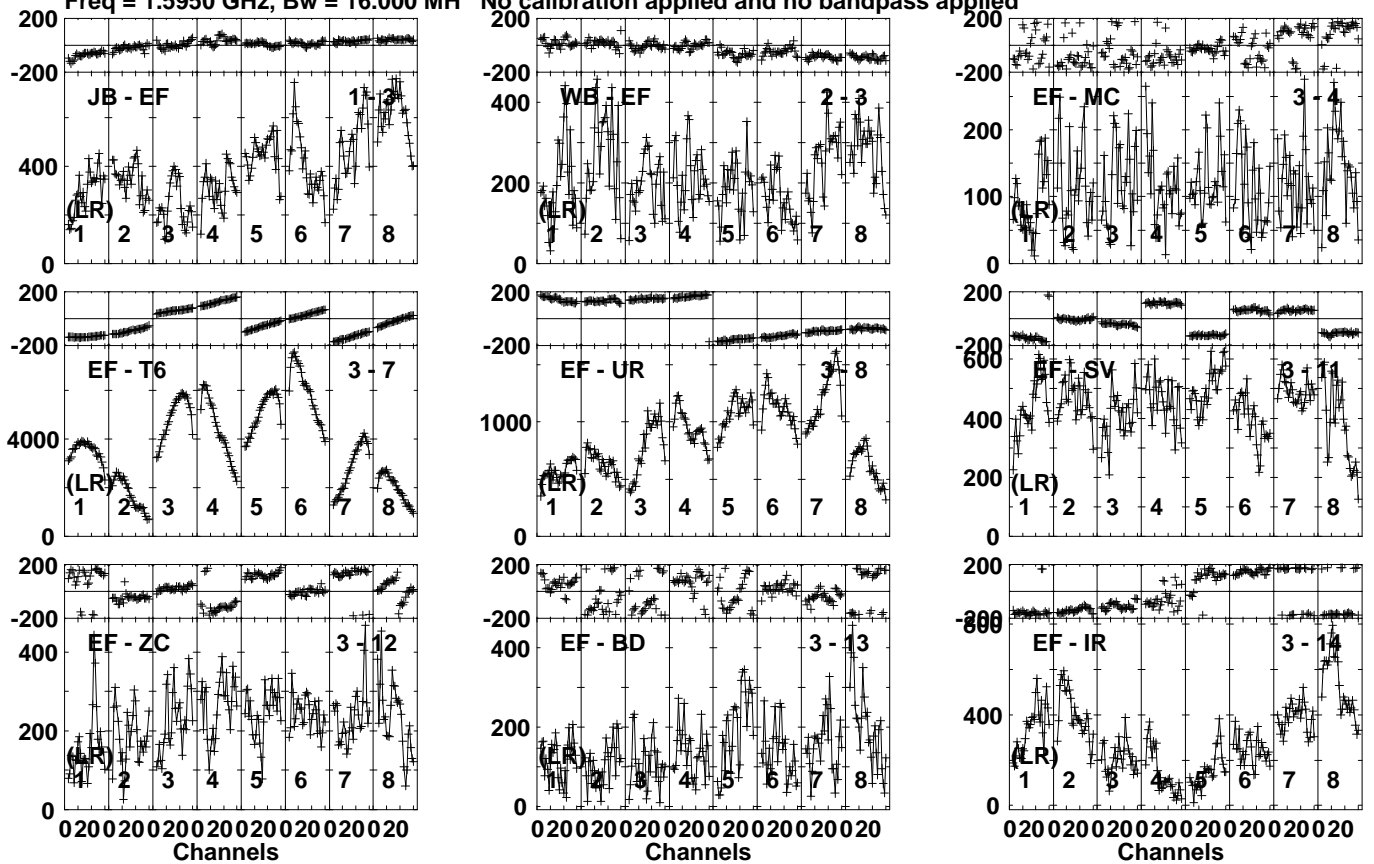 Freq = 1.5950 GHz, Bw = 16.000 MH No calibration applied and no bandpass applied
200
-200
JB - EF 1 - 3
400
(LR)
1 2 3 4 5 6 7 8
0
200
-200
WB - EF 2 - 3
400
200
(LR)
1 2 3 4 5 6 7 8
0
200
-200
EF - MC 3 - 4
200
100
(LR)
1 2 3 4 5 6 7 8
0
200
-200
EF - T6 3 - 7
4000
(LR)
1 2 3 4 5 6 7 8
0
200
-200
EF - UR 3 - 8
1000
(LR)
1 2 3 4 5 6 7 8
0
200
-200
600
EF - SV 3 - 11
400
200
(LR)
1 2 3 4 5 6 7 8
0
200
-200
EF - ZC 3 - 12
400
200
(LR)
1 2 3 4 5 6 7 8
0
0 20 0 20 0 20 0 20 0 20 0 20 0 20 0 20
Channels
200
-200
EF - BD 3 - 13
400
200
(LR)
1 2 3 4 5 6 7 8
0
0 20 0 20 0 20 0 20 0 20 0 20 0 20 0 20
Channels
200
-200
800
EF - IR 3 - 14
400
(LR)
1 2 3 4 5 6 7 8
0
0 20 0 20 0 20 0 20 0 20 0 20 0 20 0 20
Channels